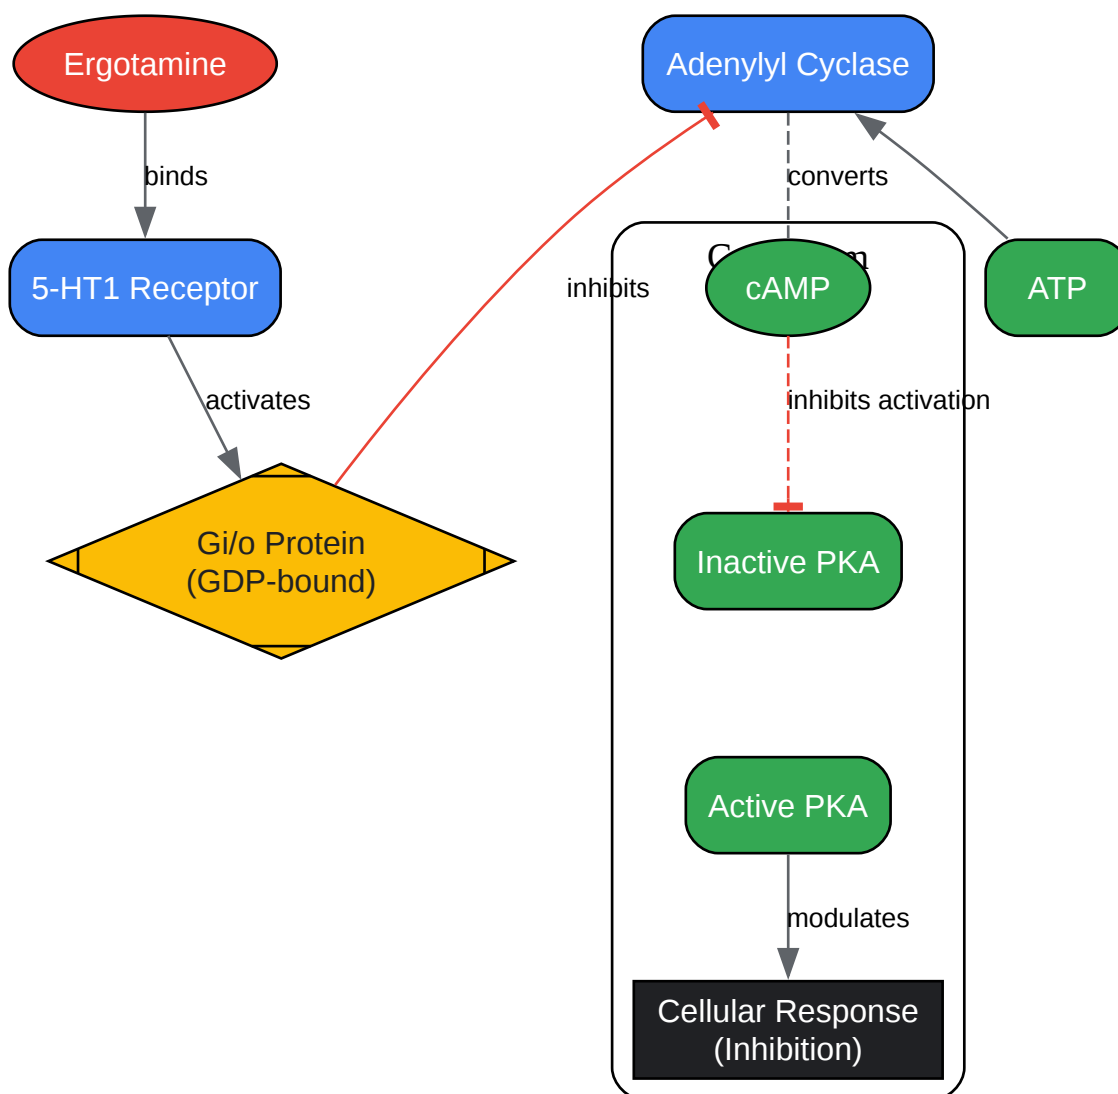 Ergotamine
Adenylyl Cyclase
binds
converts
5-HT1 Receptor
inhibits
cAMP
ATP
activates
inhibits activation
Gi/o Protein
(GDP-bound)
Inactive PKA
Active PKA
modulates
Cellular Response
(Inhibition)